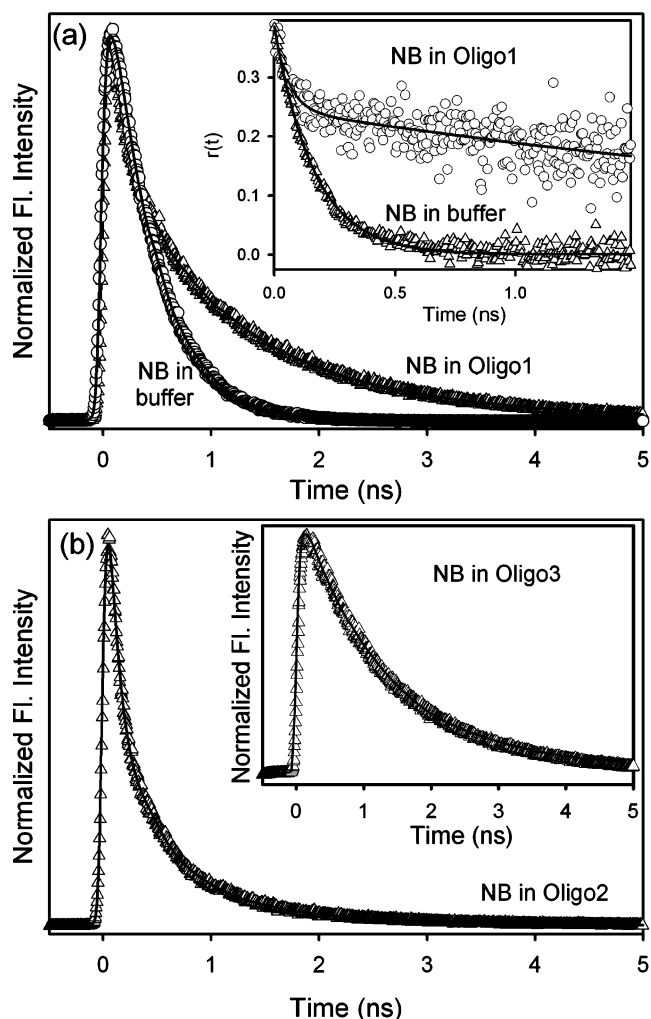 (a)
Normalized Fl. Intensity
NB in Oligo1
r(t)
0.3
0.2
0.1
0.0
NB in buffer
0.0 0.5 1.0
Time (ns)
NB in Oligo1
NB in
buffer
0 1 2 3 4 5
Time (ns)
(b)
Normalized Fl. Intensity
NB in Oligo3
Normalized Fl. Intensity
0 1 2 3 4 5
Time (ns)
NB in Oligo2
0 1 2 3 4 5
Time (ns)